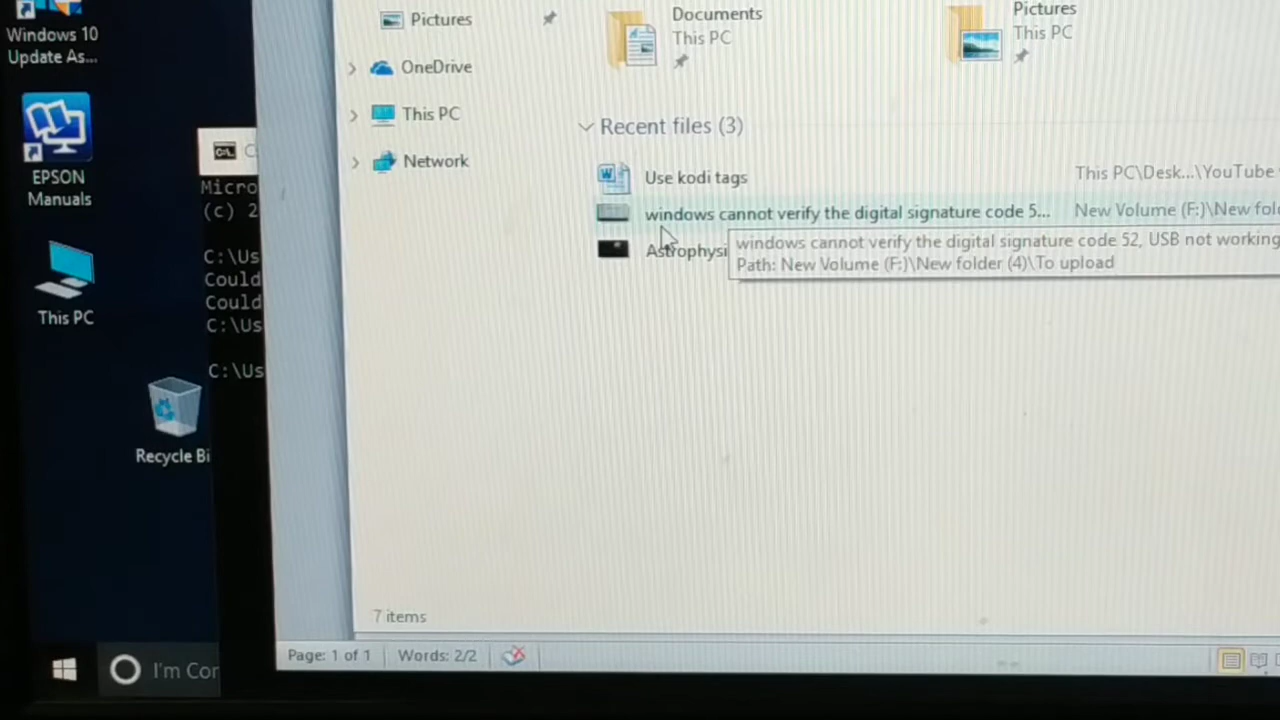 Windows 10
Update As...
EPSON
Manuals
This PC
Recycle Bi
I'm Cor
Micro
(c) 2
C:\Us
Could
Could
C:\Us
C:\Us
Pictures
OneDrive
This PC
Network
Documents
This PC
Pictures
This PC
Recent files (3)
Use kodi tags
This PC\Desk...\YouTube
windows cannot verify the digital signature code 5...
New Volume (F:)\New fol
Astrophysi
windows cannot verify the digital signature code 52, USB not working
Path: New Volume (F:)\New folder (4)\To upload
7 items
Page: 1 of 1
Words: 2/2